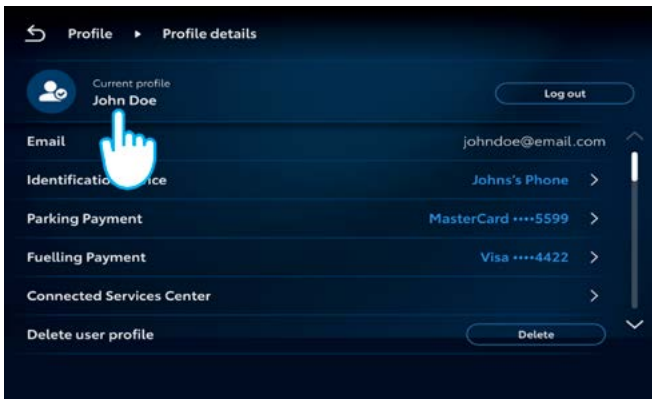 Profile ▸ Profile details
Current profile
John Doe
Log out
Email johndoe@email.com
Johns's Phone
Parking Payment MasterCard ••••5599
Fuelling Payment Visa ••••4422
Connected Services Center
Delete user profile Delete